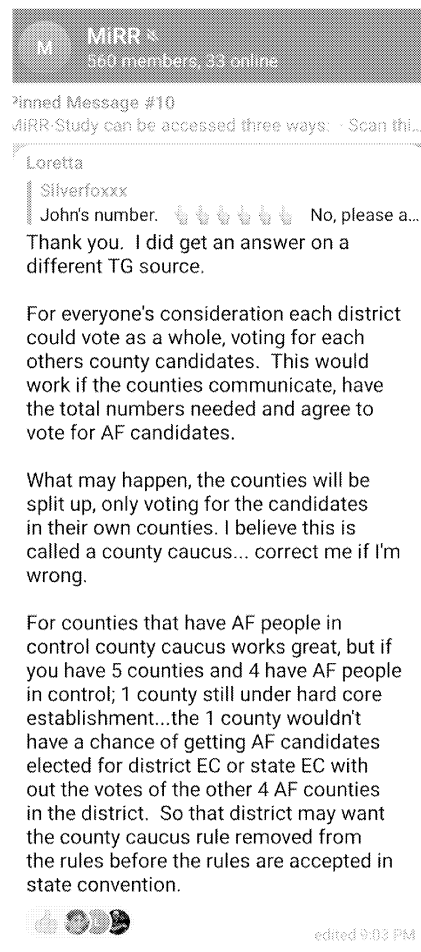 M
MiRR
560 members, 33 online
Pinned Message #10
MiRR-Study can be accessed three ways: · Scan thi...
Loretta
Silverfoxxx
John's number. 👆👆👆👆👆👆 No, please a...
Thank you. I did get an answer on a
different TG source.
For everyone's consideration each district
could vote as a whole, voting for each
others county candidates. This would
work if the counties communicate, have
the total numbers needed and agree to
vote for AF candidates.
What may happen, the counties will be
split up, only voting for the candidates
in their own counties. I believe this is
called a county caucus... correct me if I'm
wrong.
For counties that have AF people in
control county caucus works great, but if
you have 5 counties and 4 have AF people
in control; 1 county still under hard core
establishment...the 1 county wouldn't
have a chance of getting AF candidates
elected for district EC or state EC with
out the votes of the other 4 AF counties
in the district. So that district may want
the county caucus rule removed from
the rules before the rules are accepted in
state convention.
edited 9:03 PM